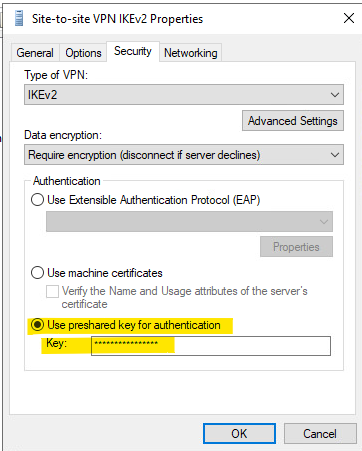 Site-to-site VPN IKEv2 Properties
General Options Security Networking
Type of VPN:
IKEv2
Advanced Settings
Data encryption:
Require encryption (disconnect if server declines)
Authentication
Use Extensible Authentication Protocol (EAP)
Properties
Use machine certificates
Verify the Name and Usage attributes of the server's
certificate
Use preshared key for authentication
Key: ****************
OK Cancel